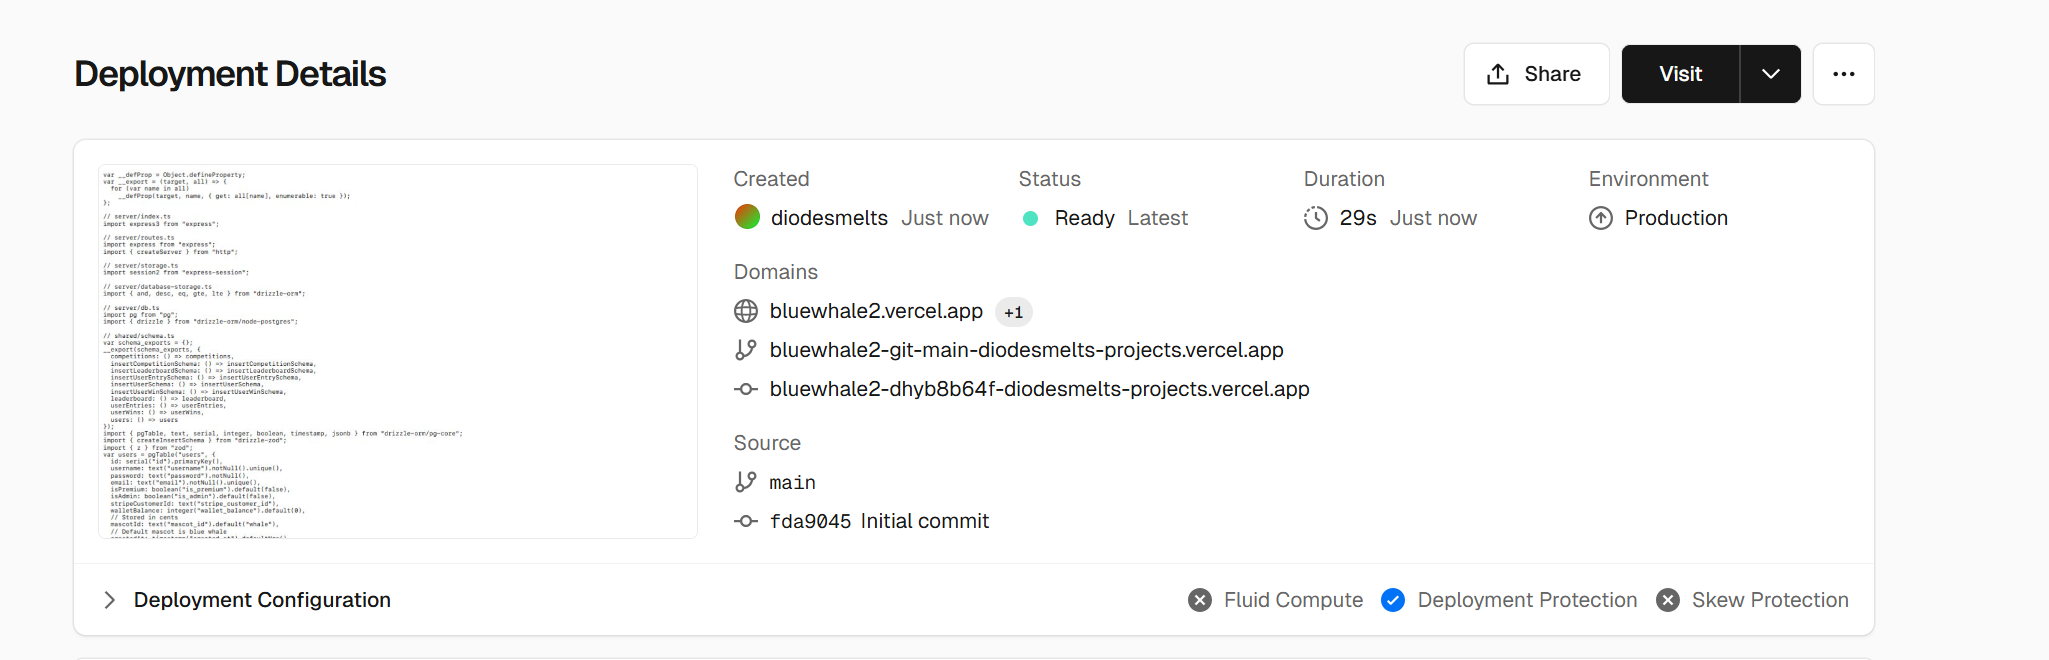 Deployment Details
Share
Visit
var __defProp = Object.defineProperty;
var __export = (target, all) => {
for (var name in all)
__defProp(target, name, { get: all[name], enumerable: true });
};
// server/index.ts
import express3 from "express";
// server/routes.ts
import express from "express";
import { createServer } from "http";
// server/storage.ts
import session2 from "express-session";
// server/database-storage.ts
import { and, desc, eq, gte, lte } from "drizzle-orm";
// server/db.ts
import pg from "pg";
import { drizzle } from "drizzle-orm/node-postgres";
// shared/schema.ts
var schema_exports = {};
__export(schema_exports, {
competitions: () => competitions,
insertCompetitionSchema: () => insertCompetitionSchema,
insertLeaderboardSchema: () => insertLeaderboardSchema,
insertUserEntrySchema: () => insertUserEntrySchema,
insertUserSchema: () => insertUserSchema,
insertUserWinSchema: () => insertUserWinSchema,
leaderboard: () => leaderboard,
userEntries: () => userEntries,
userWins: () => userWins,
users: () => users
});
import { pgTable, text, serial, integer, boolean, timestamp, jsonb } from "drizzle-orm/pg-core";
import { createInsertSchema } from "drizzle-zod";
import { z } from "zod";
var users = pgTable("users", {
id: serial("id").primaryKey(),
username: text("username").notNull().unique(),
password: text("password").notNull(),
email: text("email").notNull().unique(),
isPremium: boolean("is_premium").default(false),
isAdmin: boolean("is_admin").default(false),
stripeCustomerId: text("stripe_customer_id"),
walletBalance: integer("wallet_balance").default(0),
// Stored in cents
mascotId: text("mascot_id").default("whale"),
// Default mascot is blue whale
Created
diodesmelts Just now
Status
Ready Latest
Duration
29s Just now
Environment
Production
Domains
bluewhale2.vercel.app +1
bluewhale2-git-main-diodesmelts-projects.vercel.app
bluewhale2-dhyb8b64f-diodesmelts-projects.vercel.app
Source
main
fda9045 Initial commit
Deployment Configuration
Fluid Compute
Deployment Protection
Skew Protection